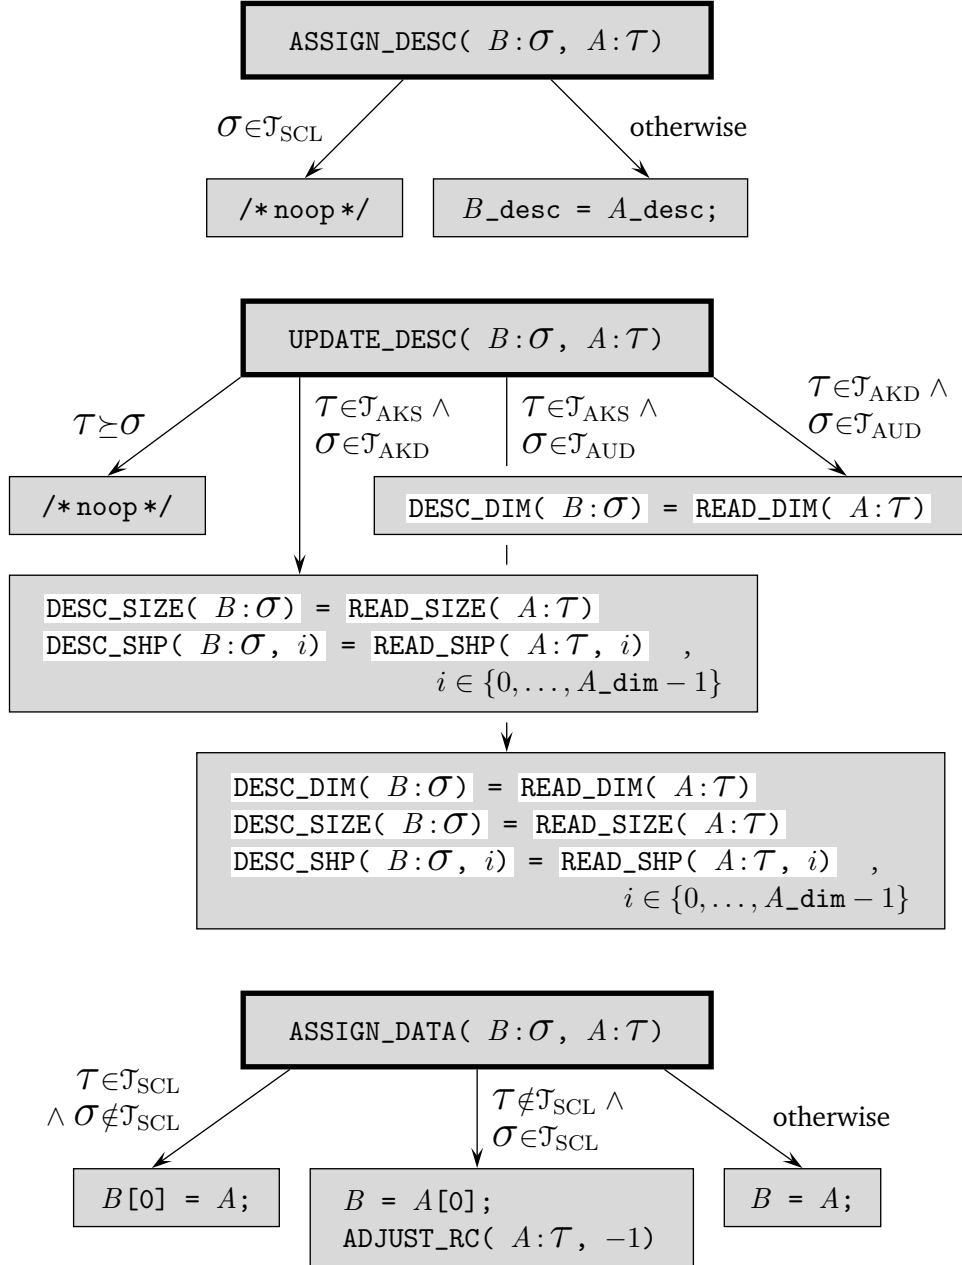 ASSIGN_DESC( B:σ, A:τ)
σ∈𝒯SCL
otherwise
/* noop */
B_desc = A_desc;
UPDATE_DESC( B:σ, A:τ)
τ⪰σ
τ∈𝒯AKS ∧
σ∈𝒯AKD
τ∈𝒯AKS ∧
σ∈𝒯AUD
τ∈𝒯AKD ∧
σ∈𝒯AUD
/* noop */
DESC_DIM( B:σ) = READ_DIM( A:τ)
DESC_SIZE( B:σ) = READ_SIZE( A:τ)
DESC_SHP( B:σ, i) = READ_SHP( A:τ, i) ,
i ∈ {0, . . . , A_dim − 1}
DESC_DIM( B:σ) = READ_DIM( A:τ)
DESC_SIZE( B:σ) = READ_SIZE( A:τ)
DESC_SHP( B:σ, i) = READ_SHP( A:τ, i) ,
i ∈ {0, . . . , A_dim − 1}
ASSIGN_DATA( B:σ, A:τ)
τ∈𝒯SCL
∧ σ∉𝒯SCL
τ∉𝒯SCL ∧
σ∈𝒯SCL
otherwise
B[0] = A;
B = A[0];
ADJUST_RC( A:τ, −1)
B = A;